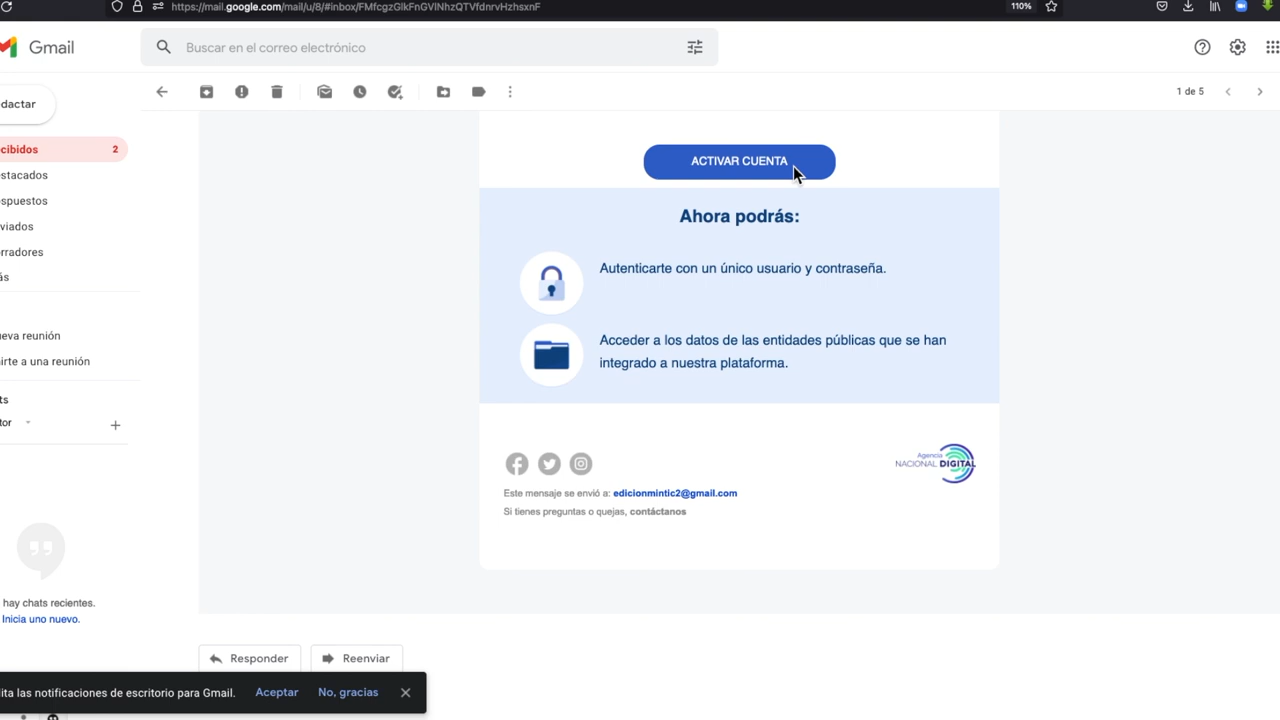 https://mail.google.com/mail/u/8/#inbox/FMfcgzGlkFnGVlNhzQTVfdnrvHzhsxnF
110%
Gmail
Buscar en el correo electrónico
dactar
1 de 5
cibidos 2
stacados
spuestos
viados
rradores
ás
ueva reunión
irte a una reunión
ts
tor
hay chats recientes.
Inicia uno nuevo.
ACTIVAR CUENTA
Ahora podrás:
Autenticarte con un único usuario y contraseña.
Acceder a los datos de las entidades públicas que se han
integrado a nuestra plataforma.
Agencia
NACIONAL DIGITAL
Este mensaje se envió a: edicionmintic2@gmail.com
Si tienes preguntas o quejas, contáctanos
Responder
Reenviar
ita las notificaciones de escritorio para Gmail. Aceptar No, gracias